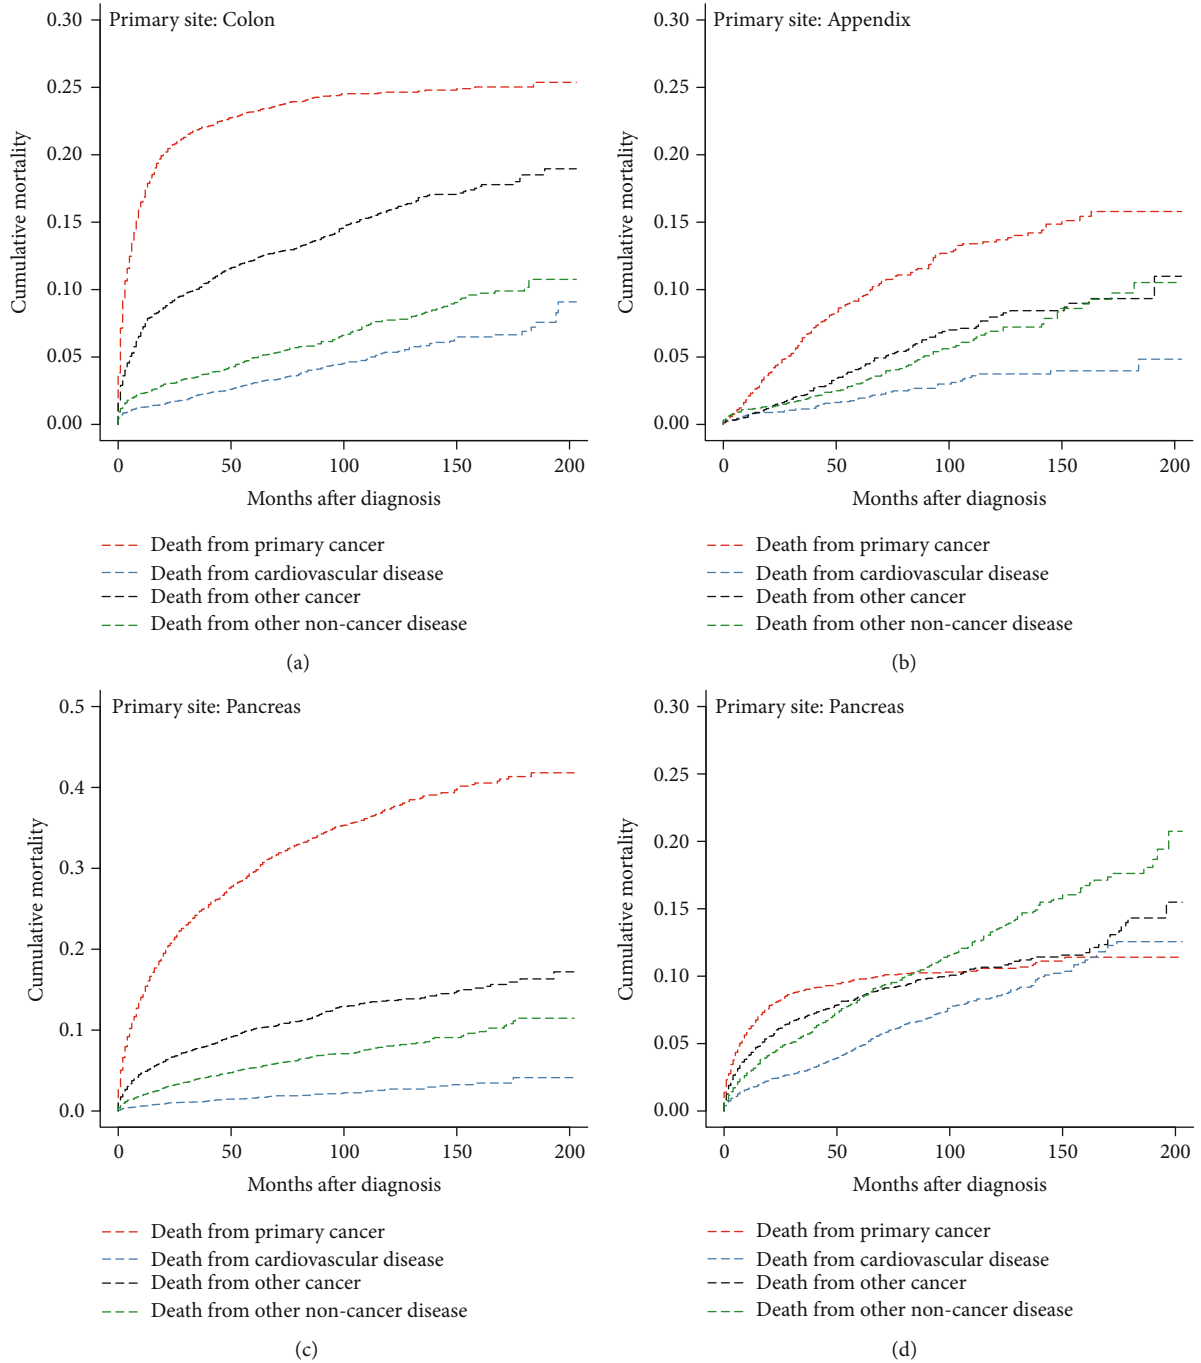 Primary site: Colon
0.30
0.25
0.20
0.15
0.10
0.05
0.00
Cumulative mortality
0 50 100 150 200
Months after diagnosis
Death from primary cancer
Death from cardiovascular disease
Death from other cancer
Death from other non-cancer disease
(a)
Primary site: Appendix
0.30
0.25
0.20
0.15
0.10
0.05
0.00
Cumulative mortality
0 50 100 150 200
Months after diagnosis
Death from primary cancer
Death from cardiovascular disease
Death from other cancer
Death from other non-cancer disease
(b)
Primary site: Pancreas
0.5
0.4
0.3
0.2
0.1
0.0
Cumulative mortality
0 50 100 150 200
Months after diagnosis
Death from primary cancer
Death from cardiovascular disease
Death from other cancer
Death from other non-cancer disease
(c)
Primary site: Pancreas
0.30
0.25
0.20
0.15
0.10
0.05
0.00
Cumulative mortality
0 50 100 150 200
Months after diagnosis
Death from primary cancer
Death from cardiovascular disease
Death from other cancer
Death from other non-cancer disease
(d)